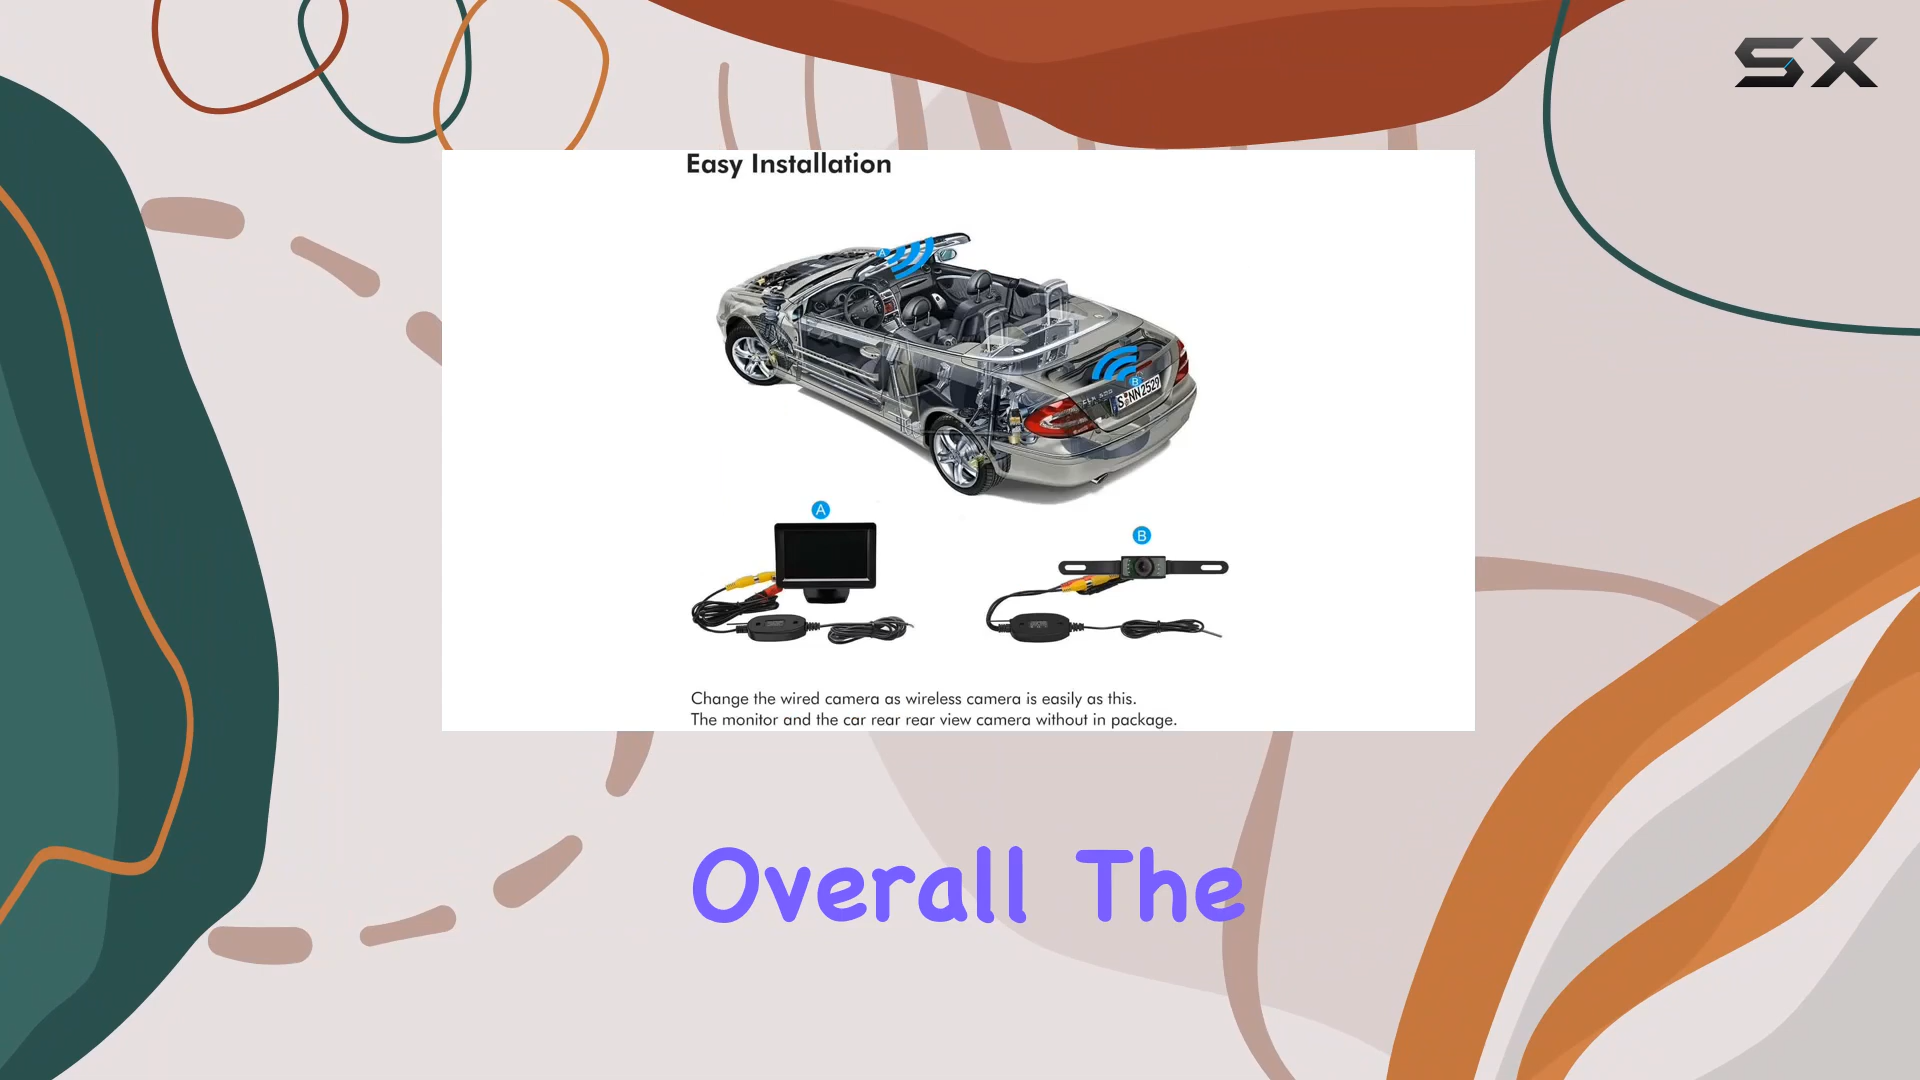 SX
Easy Installation
A
B
S NN 2529
A
B
Change the wired camera as wireless camera is easily as this.
The monitor and the car rear rear view camera without in package.
Overall The